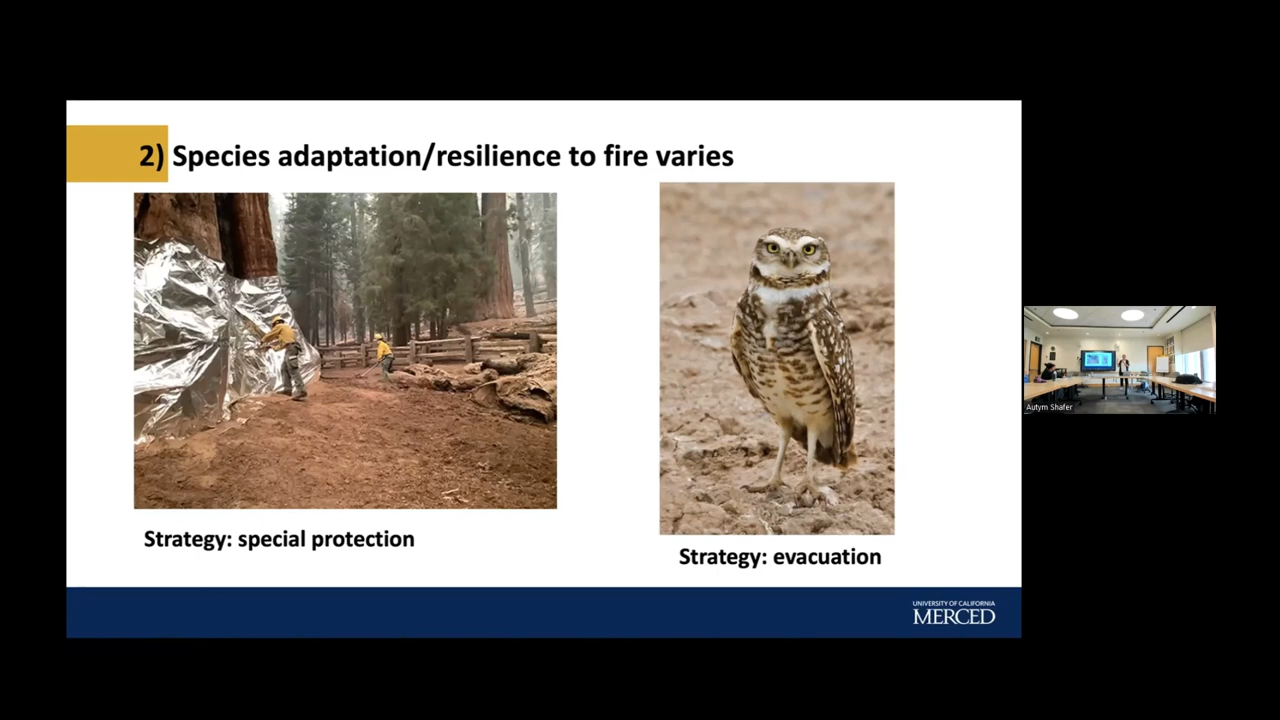 2) Species adaptation/resilience to fire varies
Strategy: special protection
Strategy: evacuation
UNIVERSITY OF CALIFORNIA
MERCED
Autym Shafer